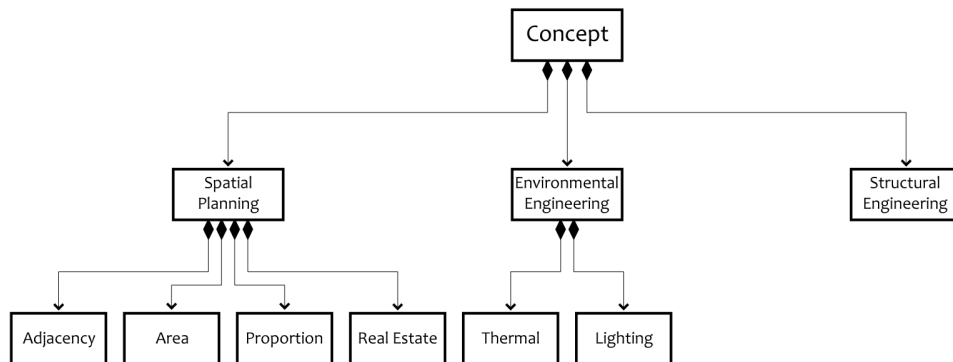 Concept
Spatial
Planning
Environmental
Engineering
Structural
Engineering
Adjacency
Area
Proportion
Real Estate
Thermal
Lighting